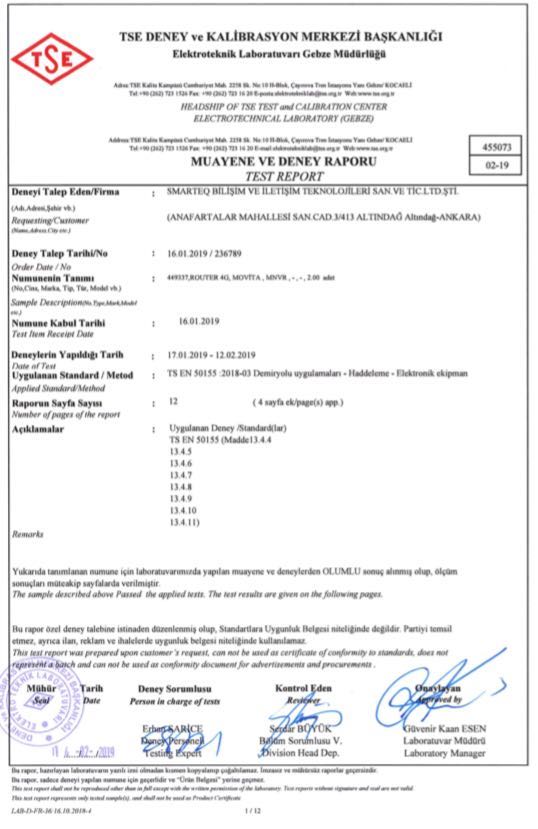 TSE
TSE DENEY ve KALİBRASYON MERKEZİ BAŞKANLIĞI
Elektroteknik Laboratuvarı Gebze Müdürlüğü
Adres: TSE Kalite Kampüsü Cumhuriyet Mah. 2258 Sk. No:10 H-Blok, Çayırova Tren İstasyonu Yanı Gebze/ KOCAELİ
Tel:+90 (262) 723 1526 Fax: +90 (262) 723 16 20 E-posta:elektroteknikлab@tse.org.tr Web:www.tse.org.tr
HEADSHIP OF TSE TEST and CALIBRATION CENTER
ELECTROTECHNICAL LABORATORY (GEBZE)
Address: TSE Kalite Kampüsü Cumhuriyet Mah. 2258 Sk. No:10 H-Blok, Çayırova Tren İstasyonu Yanı Gebze/ KOCAELİ
Tel:+90 (262) 723 1526 Fax: +90 (262) 723 16 20 Web:www.tse.org.tr
MUAYENE VE DENEY RAPORU
TEST REPORT
455073
02-19
Deneyi Talep Eden/Firma : SMARTEQ BİLİŞİM VE İLETİŞİM TEKNOLOJİLERİ SAN.VE TİC.LTD.ŞTİ.
(Adı,Adresi,Şehir vb.)
Requesting/Customer (ANAFARTALAR MAHALLESİ SAN.CAD.3/413 ALTINDAĞ Altındağ-ANKARA)
(Name,Adress,City etc.)
Deney Talep Tarihi/No : 16.01.2019 / 236789
Order Date / No
Numunenin Tanımı : 449337,ROUTER 4G, MOVITA , MNVR , - , - , 2.00 adet
(No,Cins, Marka, Tip, Tür, Model vb.)
Sample Description(No,Type,Mark,Model
etc.)
Numune Kabul Tarihi : 16.01.2019
Test Item Receipt Date
Deneylerin Yapıldığı Tarih : 17.01.2019 - 12.02.2019
Date of Test
Uygulanan Standard / Metod : TS EN 50155 :2018-03 Demiryolu uygulamaları - Haddeleme - Elektronik ekipman
Applied Standard/Method
Raporun Sayfa Sayısı : 12 ( 4 sayfa ek/page(s) app.)
Number of pages of the report
Açıklamalar : Uygulanan Deney /Standard(lar)
TS EN 50155 (Madde13.4.4
13.4.5
13.4.6
13.4.7
13.4.8
13.4.9
13.4.10
13.4.11)
Remarks
Yukarıda tanımlanan numune için laboratuvarımızda yapılan muayene ve deneylerden OLUMLU sonuç alınmış olup, ölçüm
sonuçları müteakip sayfalarda verilmiştir.
The sample described above Passed the applied tests. The test results are given on the following pages.
Bu rapor özel deney talebine istinaden düzenlenmiş olup, Standartlara Uygunluk Belgesi niteliğinde değildir. Partiyi temsil
etmez, ayrıca ilan, reklam ve ihalelerde uygunluk belgesi niteliğinde kullanılamaz.
This test report was prepared upon customer's request, can not be used as certificate of conformity to standards, does not
represent a batch and can not be used as conformity document for advertisements and procurements .
Mühür Tarih Deney Sorumlusu Kontrol Eden Onaylayan
Seal Date Person in charge of tests Reviewer Approved by
Erhan SARICE Serdar BÜYÜK Güvenir Kaan ESEN
Deney Personeli Bölüm Sorumlusu V. Laboratuvar Müdürü
Testing Expert Division Head Dep. Laboratory Manager
-02- 2019
Bu rapor, hazırlayan laboratuvarın yazılı izni olmadan kısmen kopyalanıp çoğaltılamaz. İmzasız ve mühürsüz raporlar geçersizdir.
Bu rapor, sadece deneyi yapılan numune için geçerlidir ve "Ürün Belgesi" yerine geçmez.
This test report shall not be reproduced other than in full except with the written permission of the laboratory. Test reports without signature and seal are not valid.
This test report represents only tested sample(s), and shall not be used as Product Certificate
LAB-D-FR-36/16.10.2018-4 1 / 12